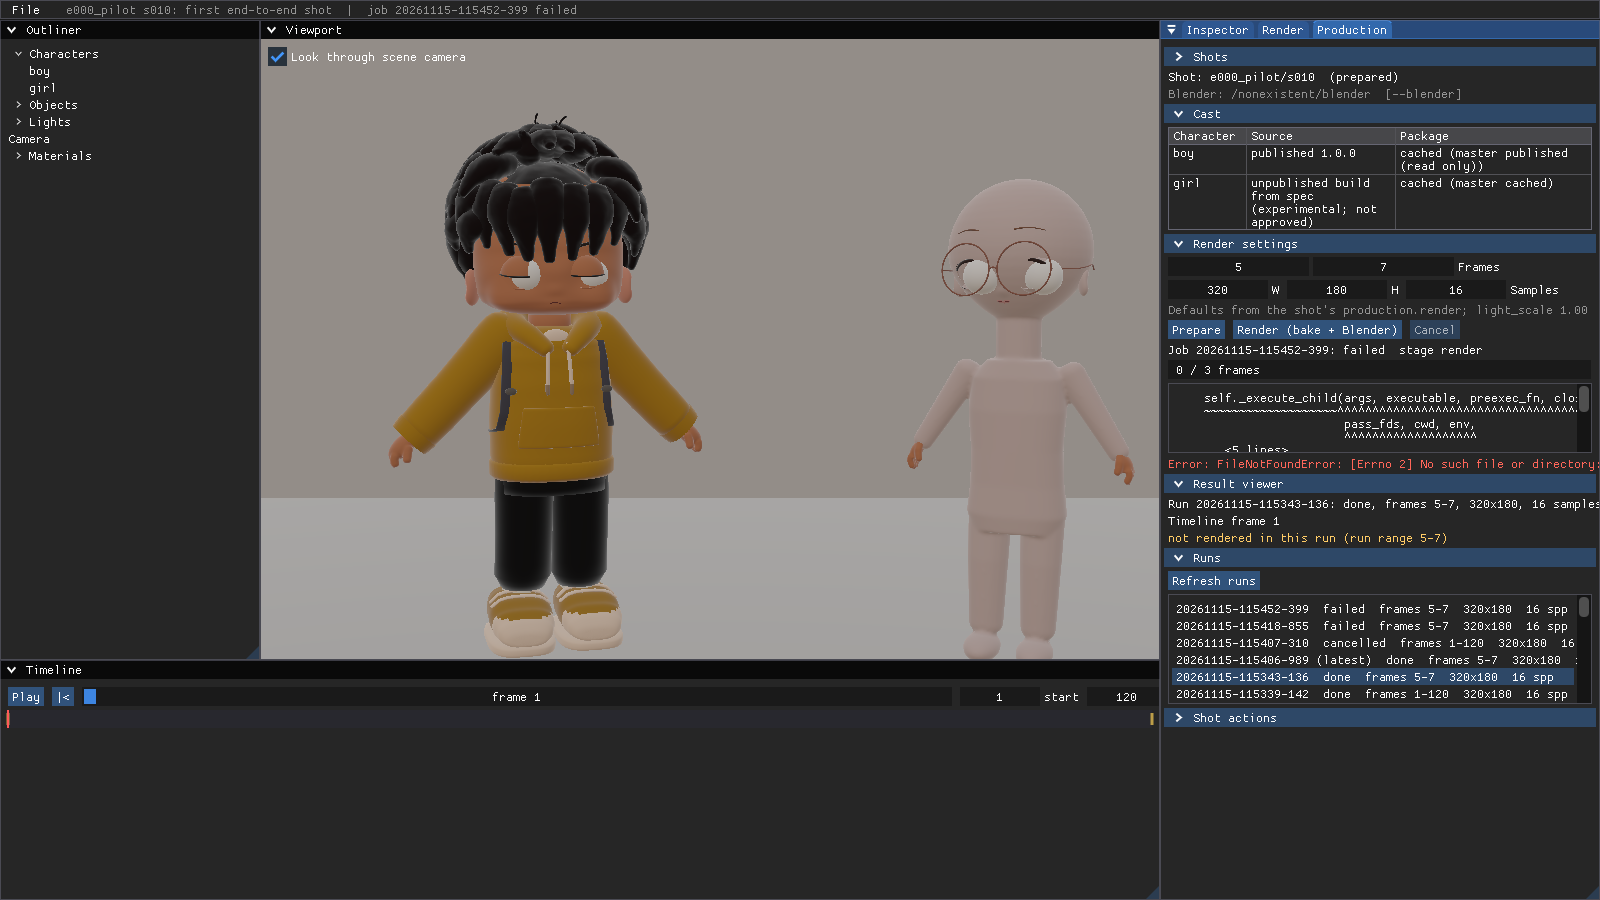 File e000_pilot s010: first end-to-end shot | job 20261115-115452-399 failed
Outliner
Characters
boy
girl
Objects
Lights
Camera
Materials
Viewport
Look through scene camera
Inspector Render Production
Shots
Shot: e000_pilot/s010 (prepared)
Blender: /nonexistent/blender [--blender]
Cast
Character Source Package
boy published 1.0.0 cached (master published
(read only))
girl unpublished build cached (master cached)
from spec
(experimental; not
approved)
Render settings
5 7 Frames
320 W 180 H 16 Samples
Defaults from the shot's production.render; light_scale 1.00
Prepare Render (bake + Blender) Cancel
Job 20261115-115452-399: failed stage render
0 / 3 frames
self._execute_child(args, executable, preexec_fn, clo
~~~~~~~~~~~~~~~~~~~^^^^^^^^^^^^^^^^^^^^^^^^^^^^^^^^^^
pass_fds, cwd, env,
^^^^^^^^^^^^^^^^^^^
<5 lines>
Error: FileNotFoundError: [Errno 2] No such file or directory:
Result viewer
Run 20261115-115343-136: done, frames 5-7, 320x180, 16 samples
Timeline frame 1
not rendered in this run (run range 5-7)
Runs
Refresh runs
20261115-115452-399 failed frames 5-7 320x180 16 spp
20261115-115418-855 failed frames 5-7 320x180 16 spp
20261115-115407-310 cancelled frames 1-120 320x180 16
20261115-115406-989 (latest) done frames 5-7 320x180
20261115-115343-136 done frames 5-7 320x180 16 spp
20261115-115339-142 done frames 1-120 320x180 16 spp
Shot actions
Timeline
Play |< frame 1 1 start 120